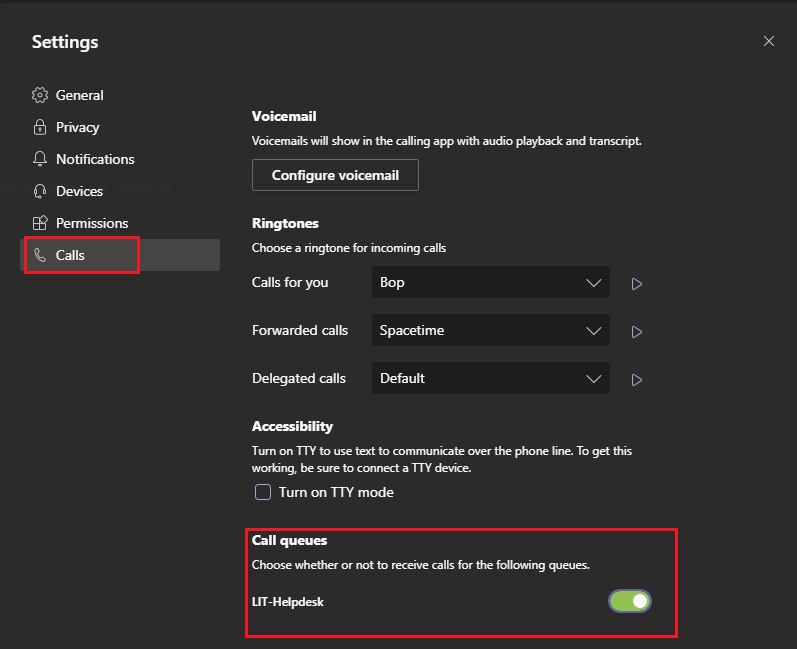 Settings
General
Privacy
Notifications
Devices
Permissions
Calls
Voicemail
Voicemails will show in the calling app with audio playback and transcript.
Configure voicemail
Ringtones
Choose a ringtone for incoming calls
Calls for you
Bop
Forwarded calls
Spacetime
Delegated calls
Default
Accessibility
Turn on TTY to use text to communicate over the phone line. To get this
working, be sure to connect a TTY device.
Turn on TTY mode
Call queues
Choose whether or not to receive calls for the following queues.
LIT-Helpdesk